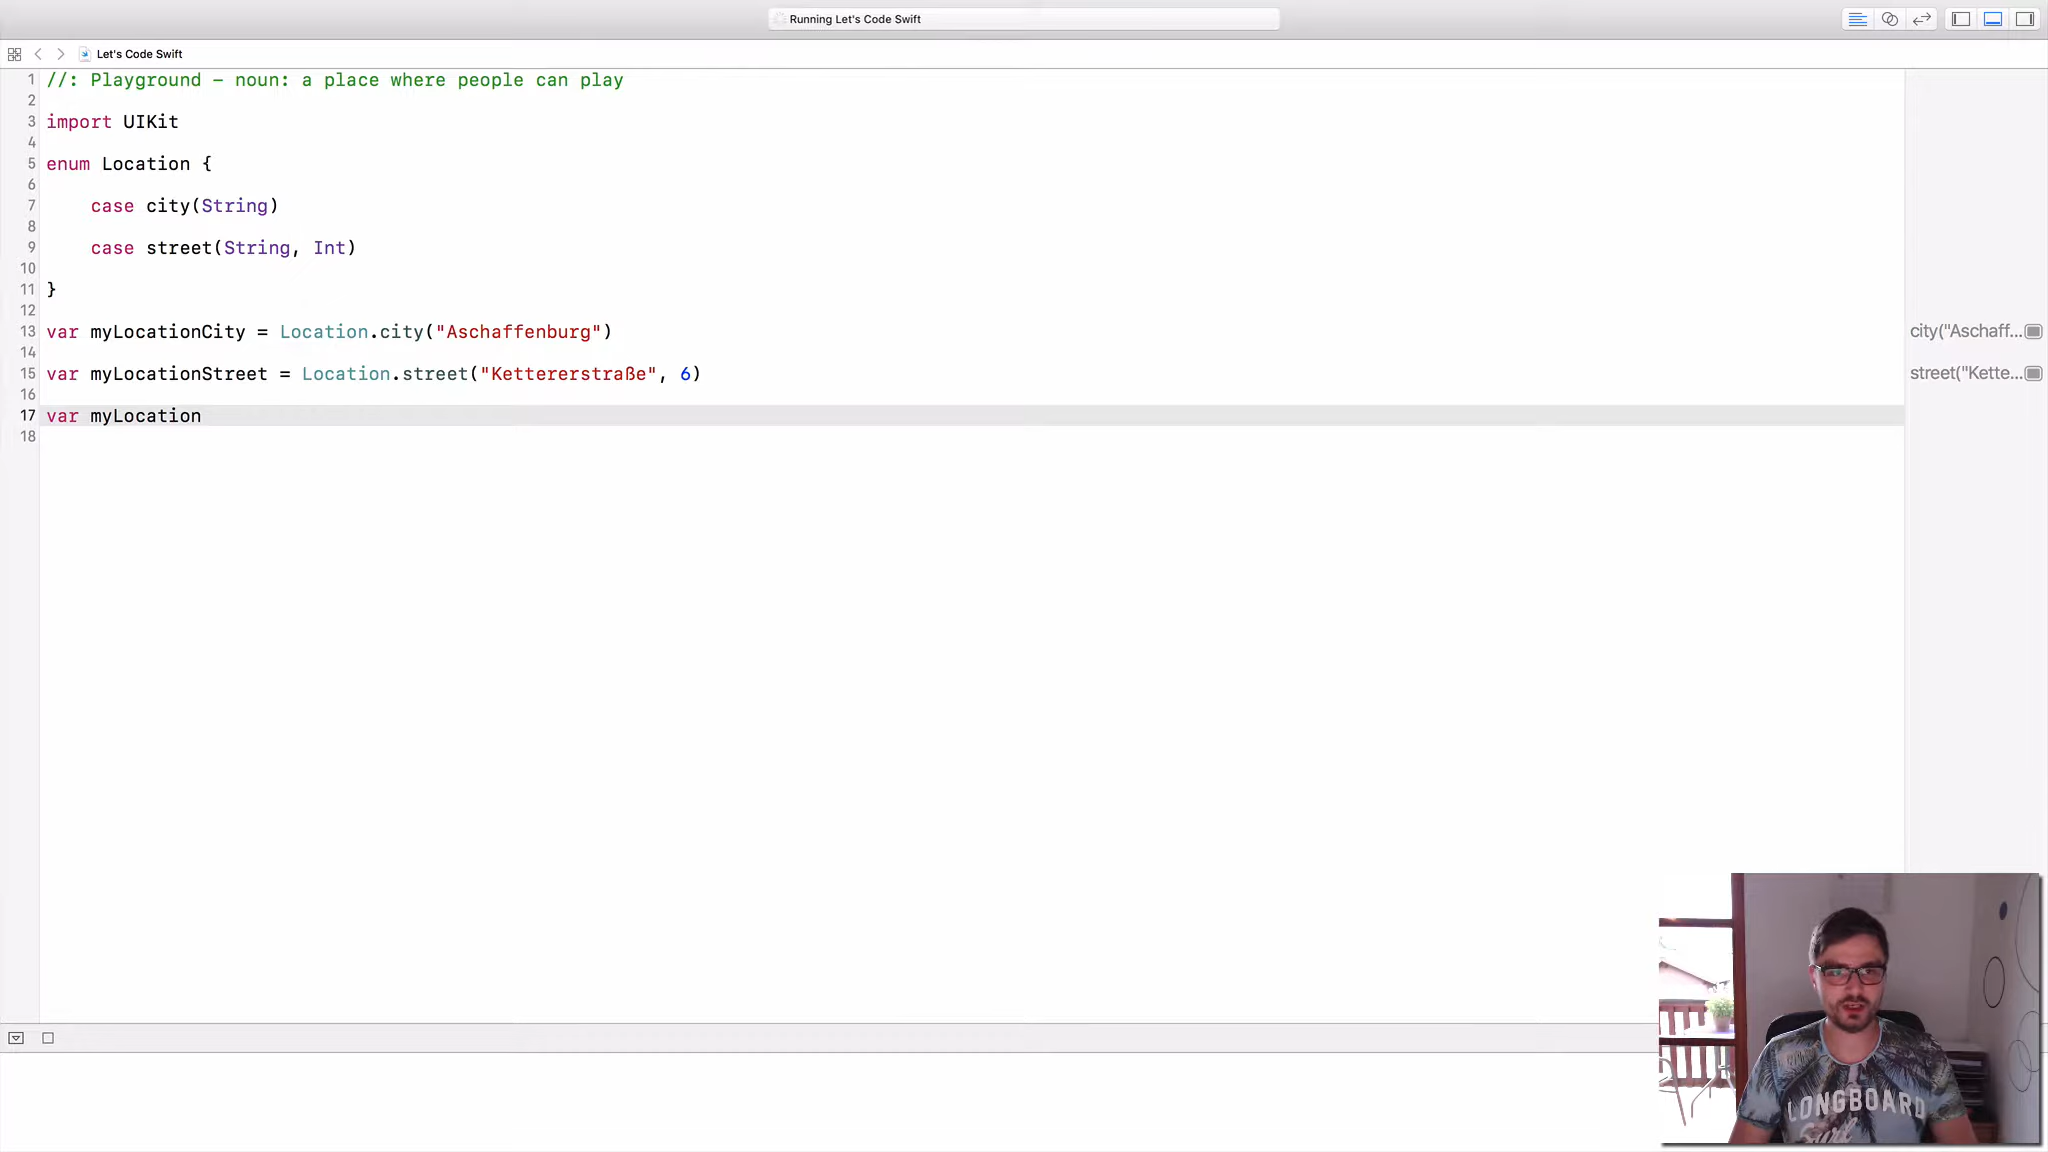 Running Let's Code Swift
Let's Code Swift
1 //: Playground – noun: a place where people can play
2
3 import UIKit
4
5 enum Location {
6
7 case city(String)
8
9 case street(String, Int)
10
11 }
12
13 var myLocationCity = Location.city("Aschaffenburg")
city("Aschaff...
14
15 var myLocationStreet = Location.street("Kettererstraße", 6)
street("Kette...
16
17 var myLocation
18
LONGBOARD
Surf